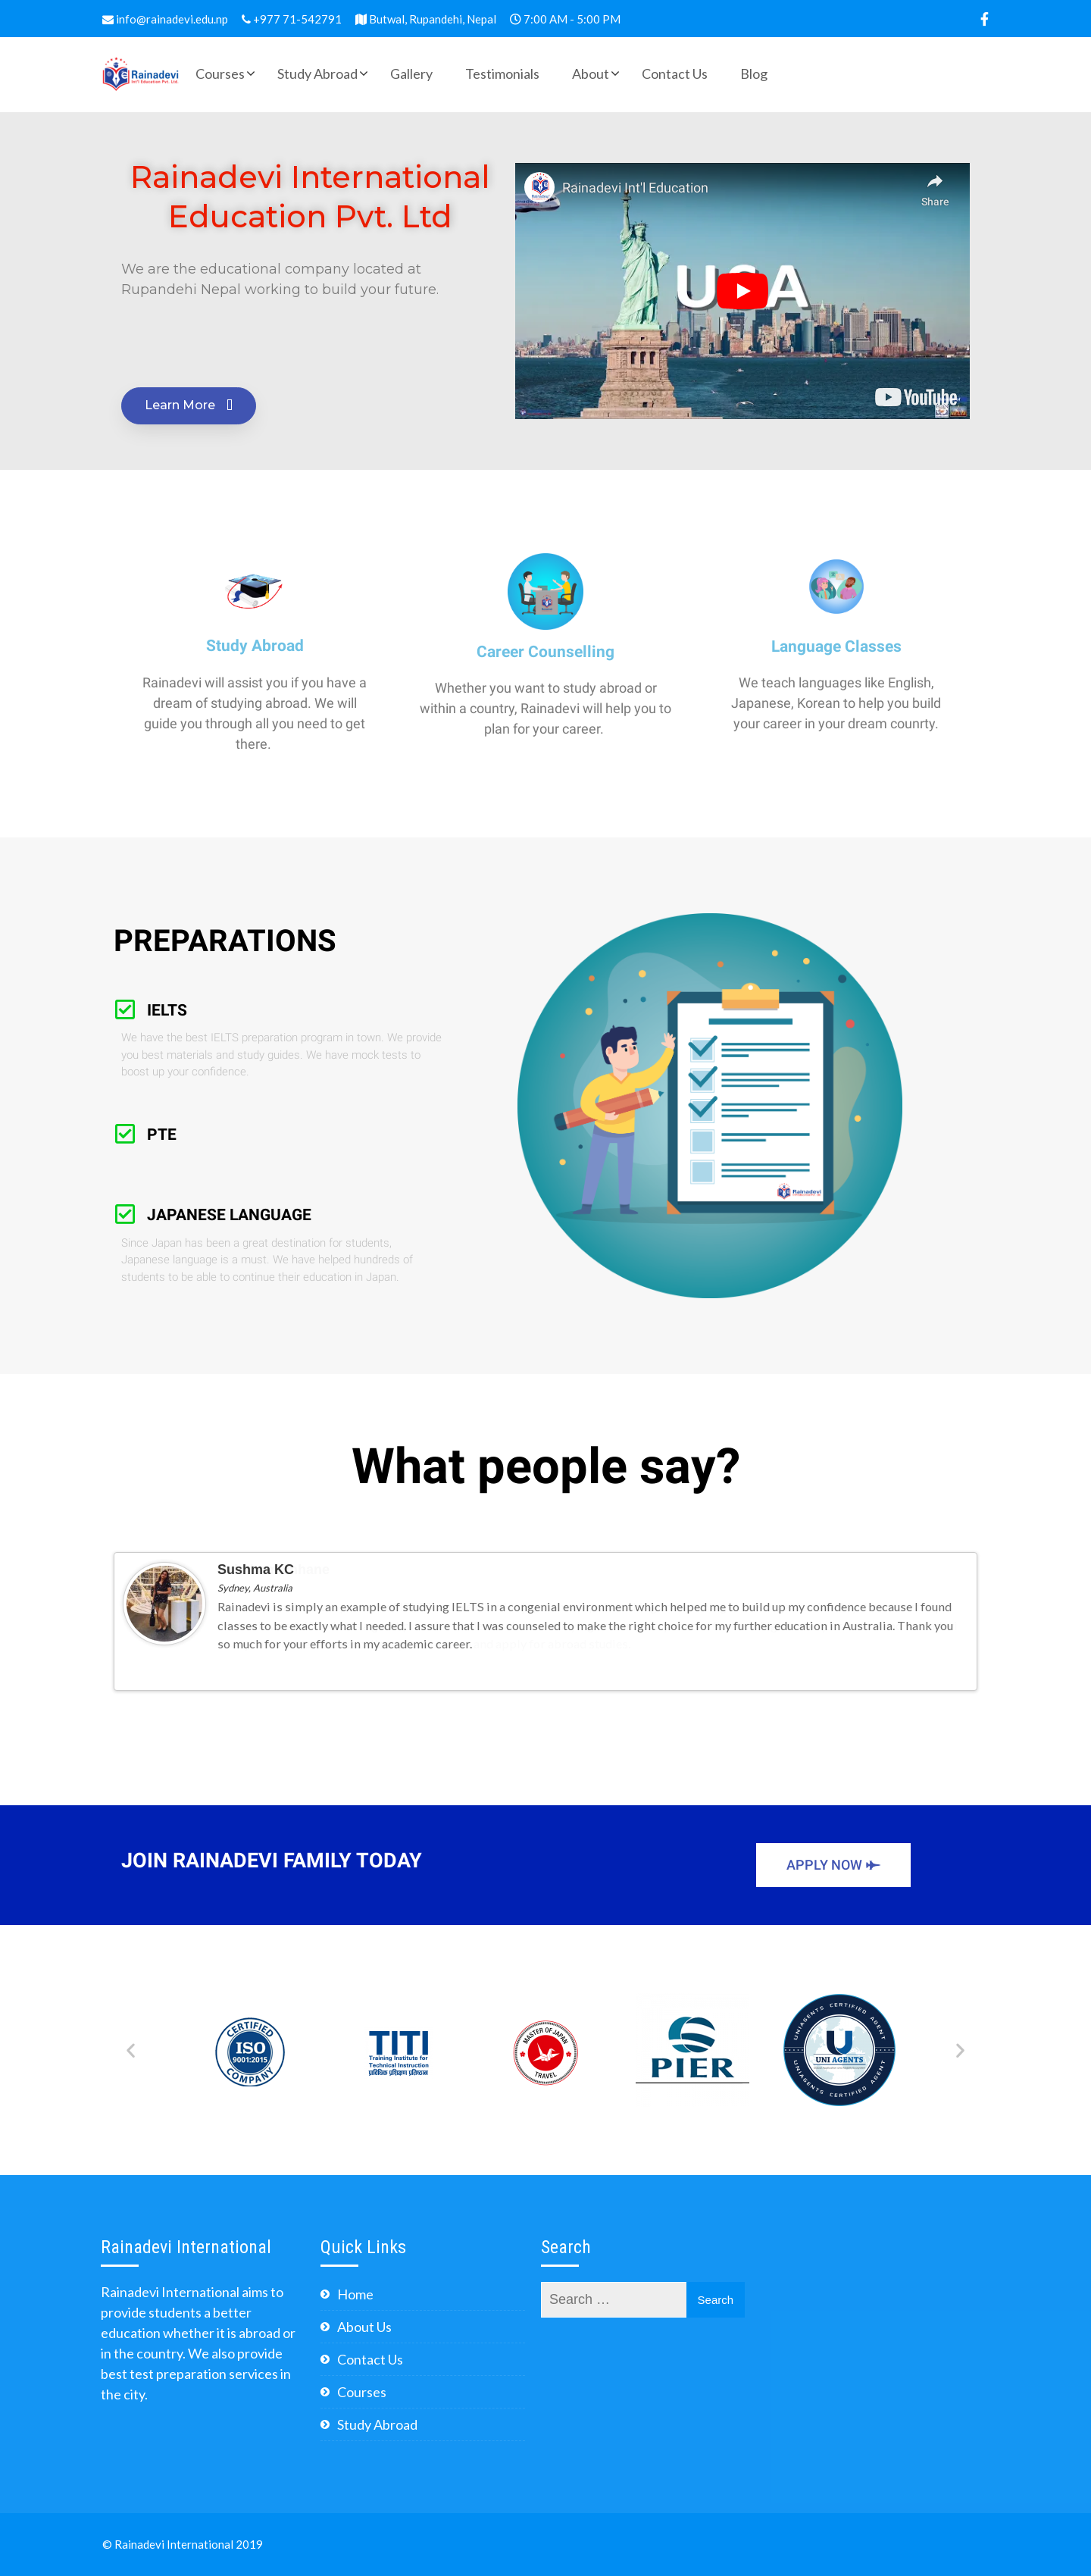 info@rainadevi.edu.np +977 71-542791 Butwal, Rupandehi, Nepal 7:00 AM - 5:00 PM
Rainadevi
Int'l Education Pvt. Ltd.
Courses Study Abroad Gallery Testimonials About Contact Us Blog
Rainadevi International
Education Pvt. Ltd
We are the educational company located at
Rupandehi Nepal working to build your future.
Learn More
Rainadevi Int'l Education
Share
USA
YouTube
Study Abroad
Rainadevi will assist you if you have a
dream of studying abroad. We will
guide you through all you need to get
there.
Career Counselling
Whether you want to study abroad or
within a country, Rainadevi will help you to
plan for your career.
Language Classes
We teach languages like English,
Japanese, Korean to help you build
your career in your dream counrty.
PREPARATIONS
IELTS
We have the best IELTS preparation program in town. We provide
you best materials and study guides. We have mock tests to
boost up your confidence.
PTE
JAPANESE LANGUAGE
Since Japan has been a great destination for students,
Japanese language is a must. We have helped hundreds of
students to be able to continue their education in Japan.
Rainadevi
What people say?
Sushma KC
Sydney, Australia
Rainadevi is simply an example of studying IELTS in a congenial environment which helped me to build up my confidence because I found
classes to be exactly what I needed. I assure that I was counseled to make the right choice for my further education in Australia. Thank you
so much for your efforts in my academic career.
JOIN RAINADEVI FAMILY TODAY
APPLY NOW
CERTIFIED
ISO
9001:2015
COMPANY
TITI
Training Institute for
Technical Instruction
प्राविधिक प्रशिक्षण प्रतिष्ठान
MASTER OF JAPAN
TRAVEL
PIER
UNIAGENTS CERTIFIED AGENT
U
UNI AGENTS
UNIAGENTS CERTIFIED AGENT
Rainadevi International
Rainadevi International aims to
provide students a better
education whether it is abroad or
in the country. We also provide
best test preparation services in
the city.
Quick Links
Home
About Us
Contact Us
Courses
Study Abroad
Search
Search …
Search
© Rainadevi International 2019